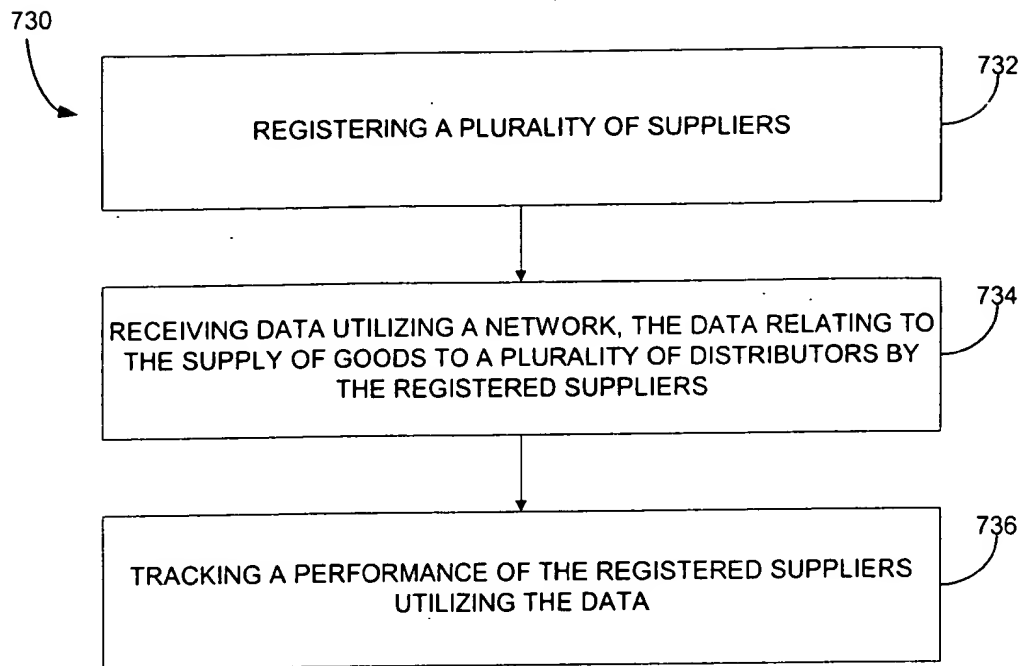 730
732
REGISTERING A PLURALITY OF SUPPLIERS
734
RECEIVING DATA UTILIZING A NETWORK, THE DATA RELATING TO
THE SUPPLY OF GOODS TO A PLURALITY OF DISTRIBUTORS BY
THE REGISTERED SUPPLIERS
736
TRACKING A PERFORMANCE OF THE REGISTERED SUPPLIERS
UTILIZING THE DATA